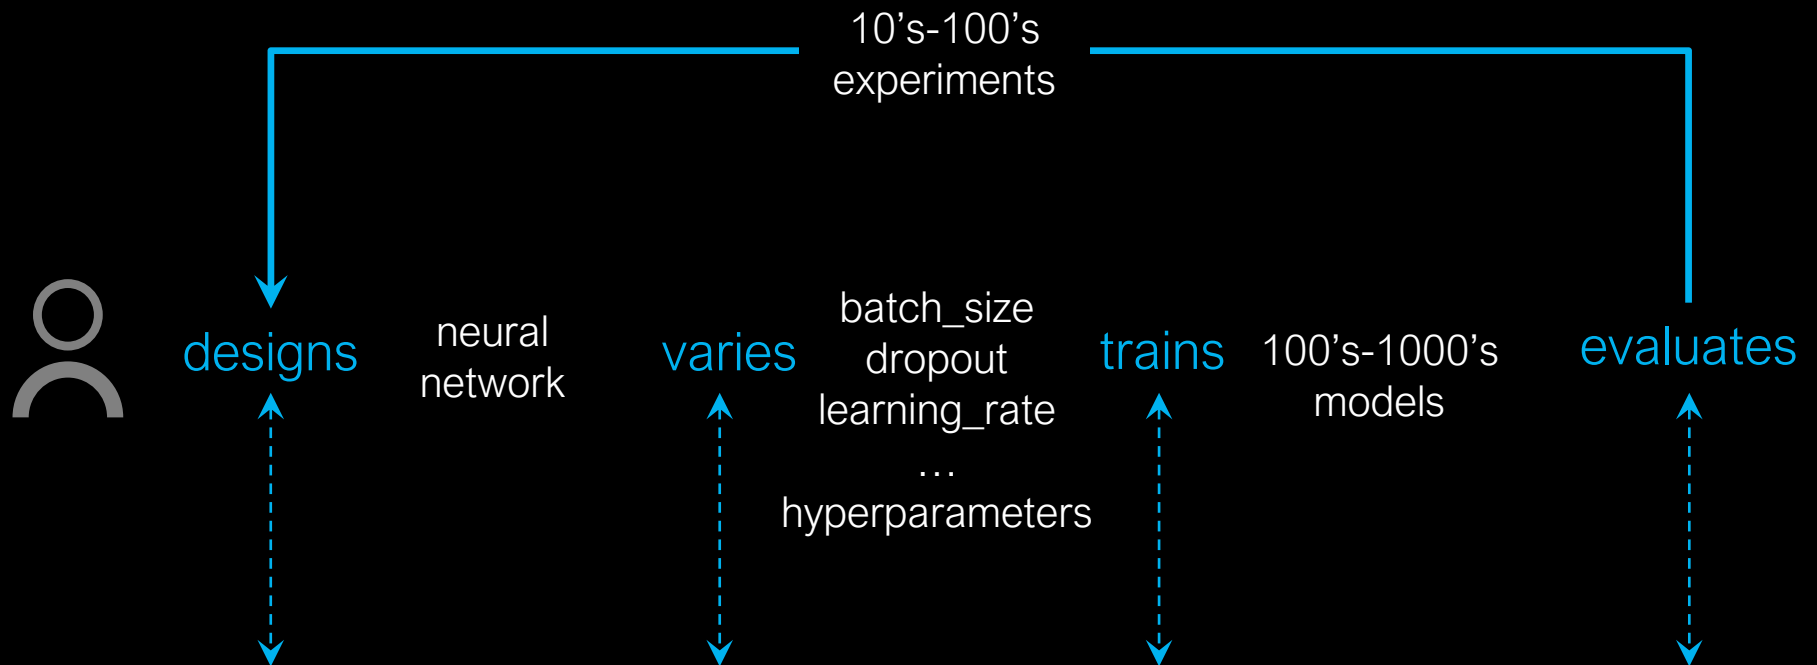 10's-100's
experiments
designs
neural
network
varies
batch_size
dropout
learning_rate
...
hyperparameters
trains
100's-1000's
models
evaluates